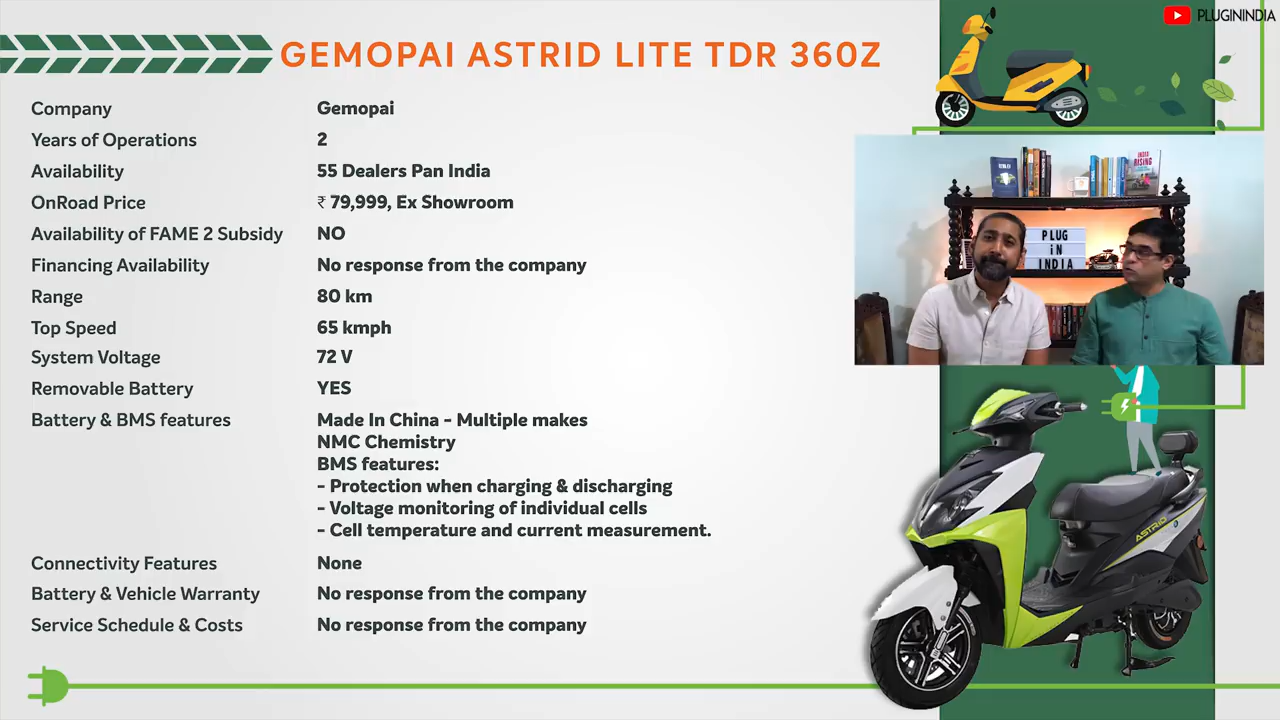 PLUGININDIA
GEMOPAI ASTRID LITE TDR 360Z
Company Gemopai
Years of Operations 2
Availability 55 Dealers Pan India
OnRoad Price ₹ 79,999, Ex Showroom
Availability of FAME 2 Subsidy NO
Financing Availability No response from the company
Range 80 km
Top Speed 65 kmph
System Voltage 72 V
Removable Battery YES
Battery & BMS features Made In China - Multiple makes
NMC Chemistry
BMS features:
- Protection when charging & discharging
- Voltage monitoring of individual cells
- Cell temperature and current measurement.
Connectivity Features None
Battery & Vehicle Warranty No response from the company
Service Schedule & Costs No response from the company
RISING
PLUG
iN
INDIA
ASTRID